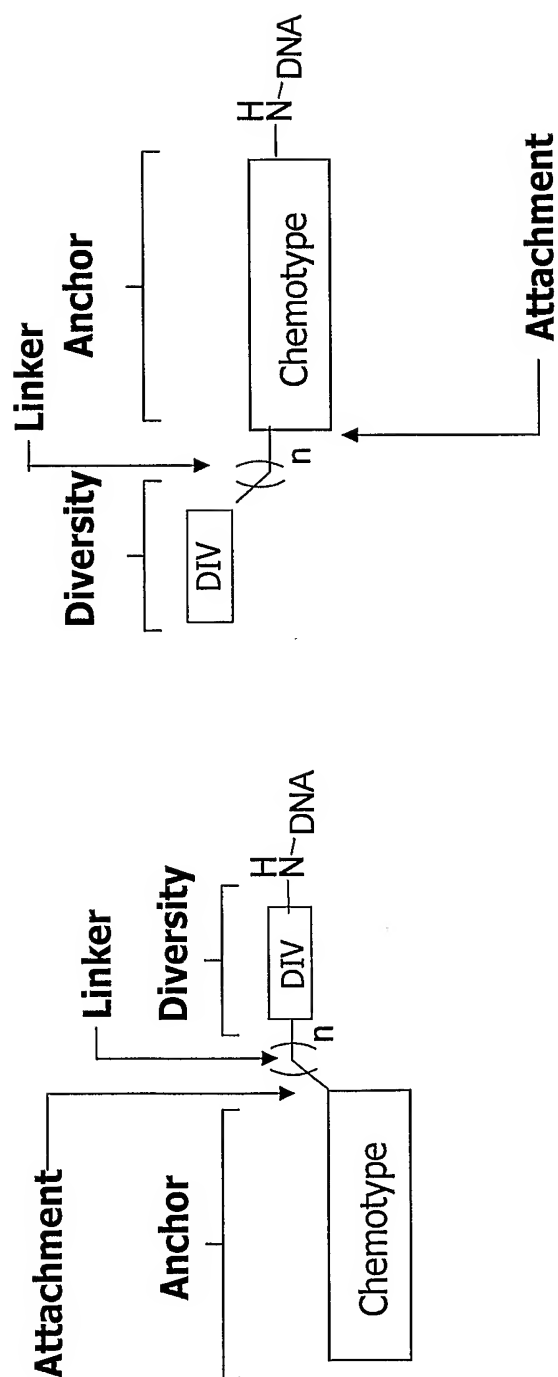 Attachment
Linker
Anchor
Diversity
H
N
DNA
DIV
n
Chemotype
Linker
Diversity
Anchor
H
N
DNA
DIV
n
Chemotype
Attachment